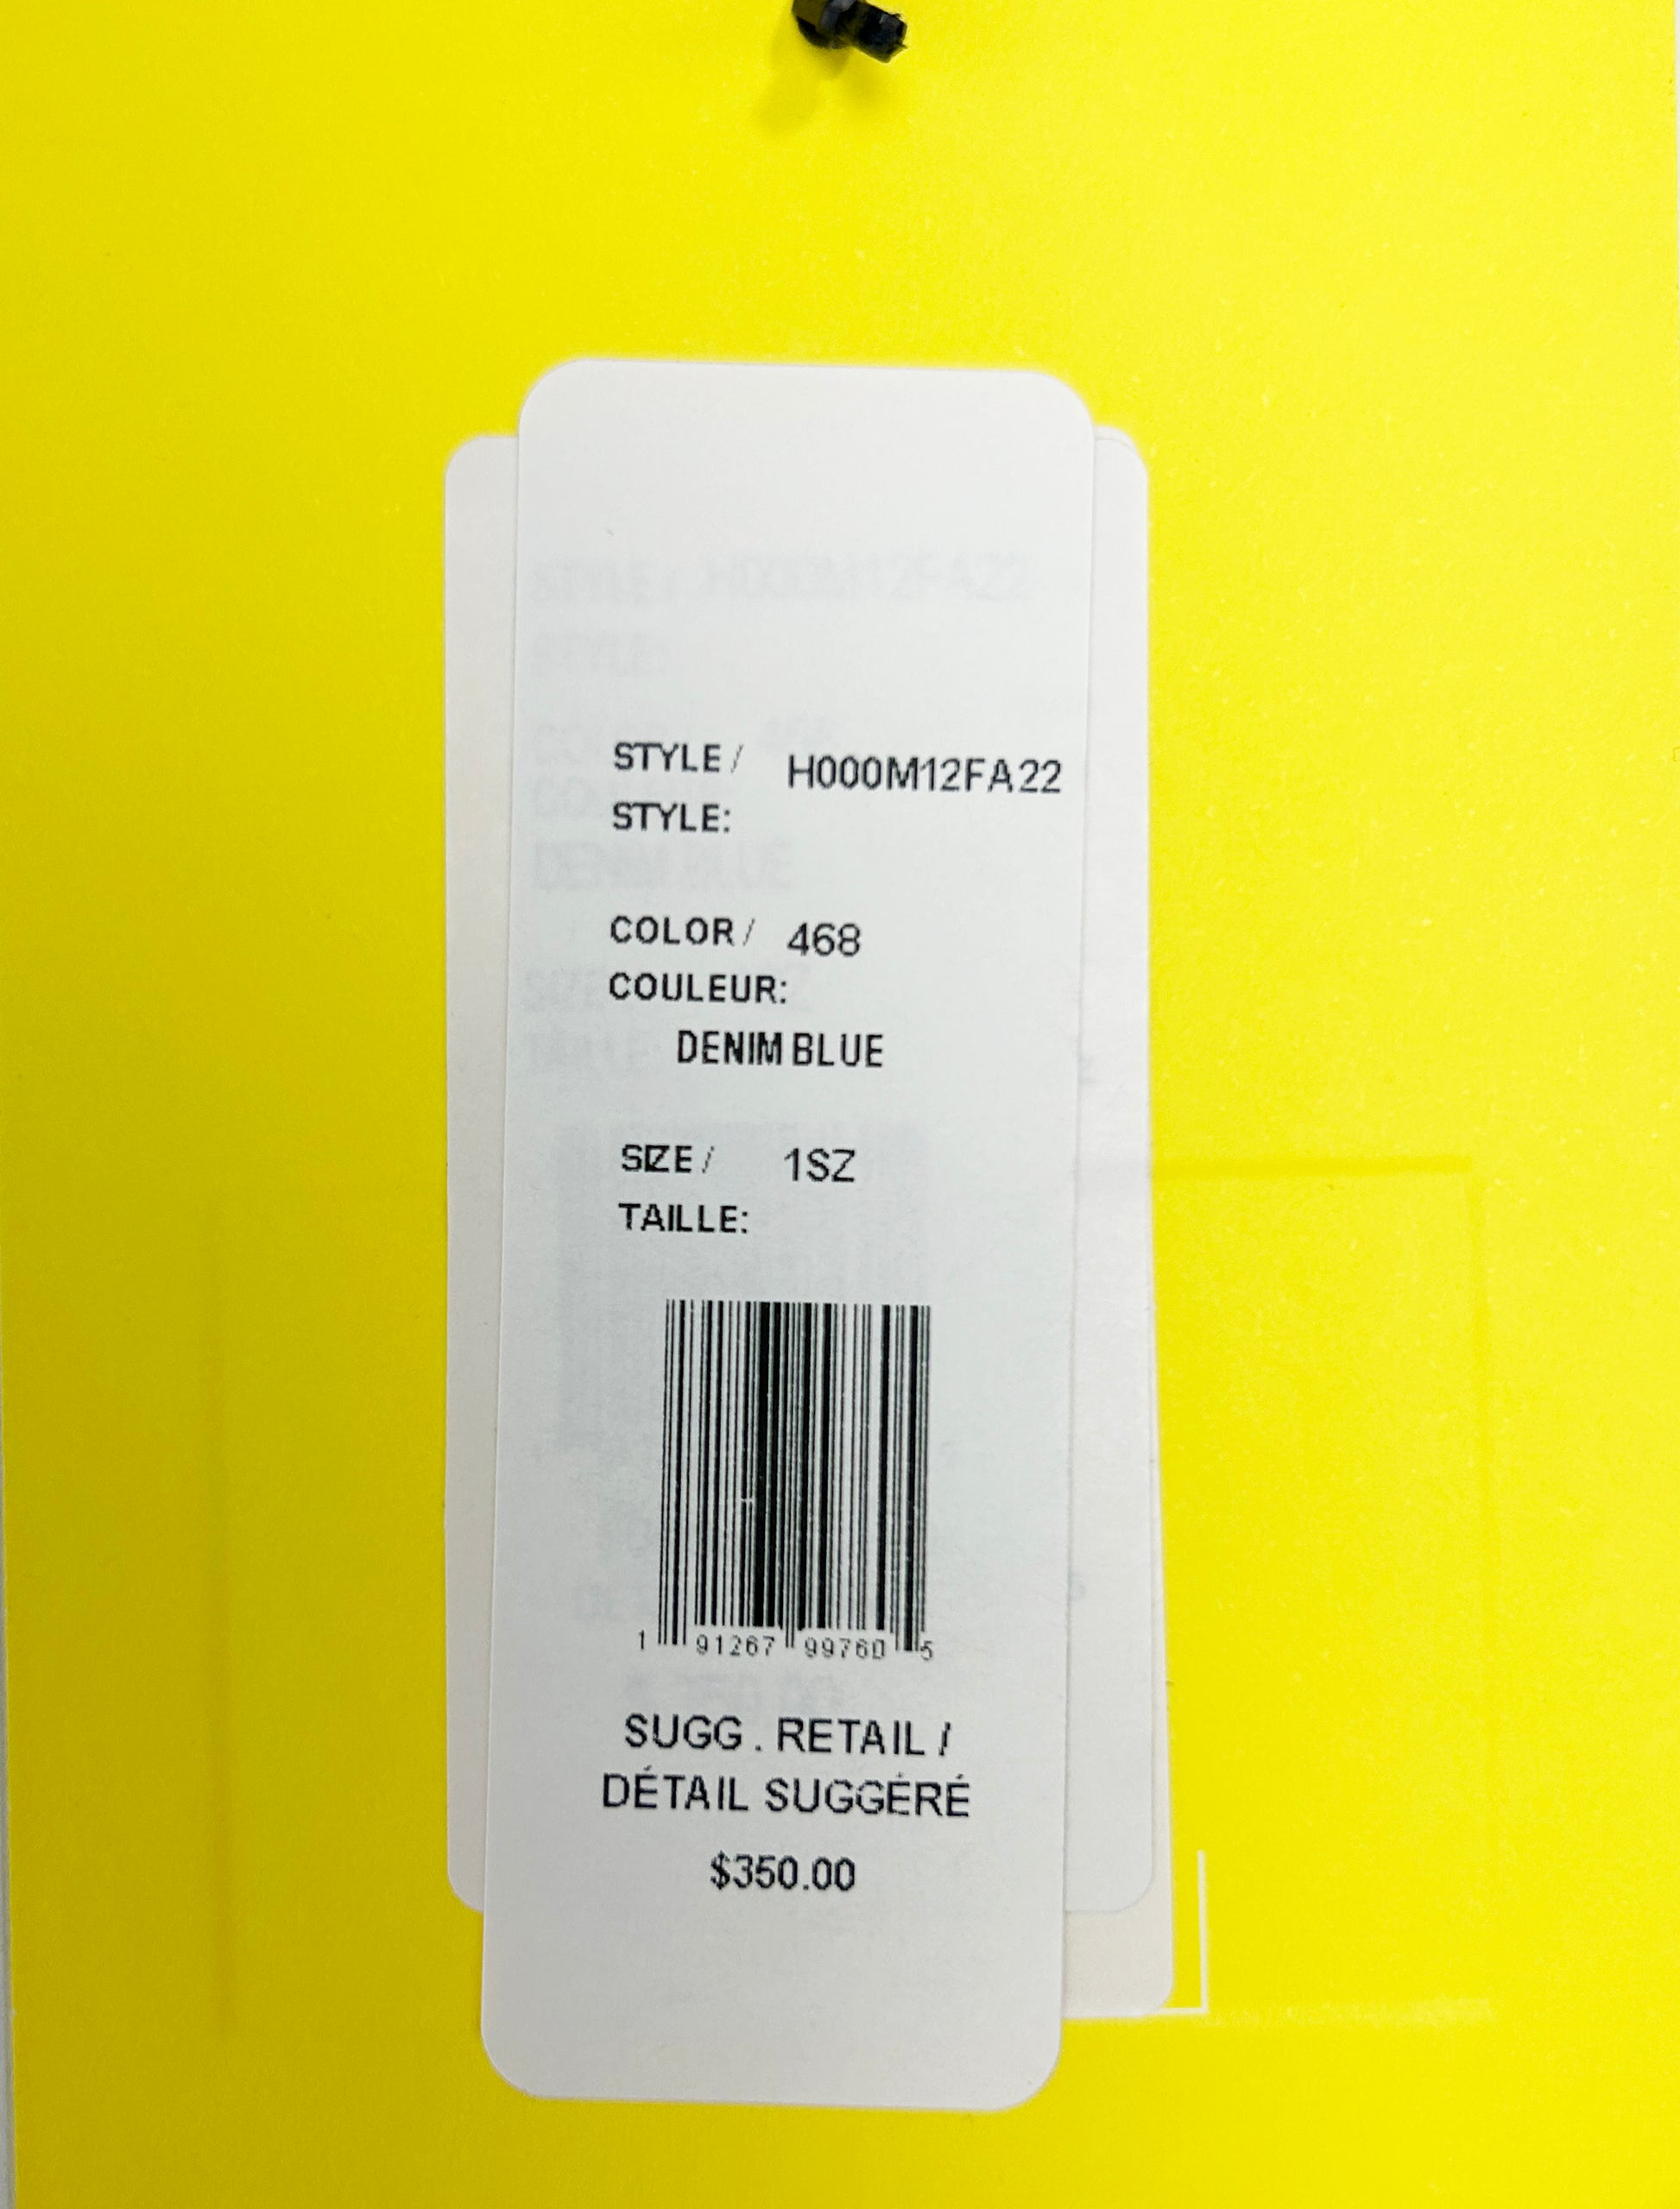 STYLE / H000M12FA22
STYLE:
COLOR / 468
COULEUR:
DENIM BLUE
SIZE / 1SZ
TAILLE:
1 91267 99760 5
SUGG . RETAIL /
DÉTAIL SUGGÉRÉ
$350.00